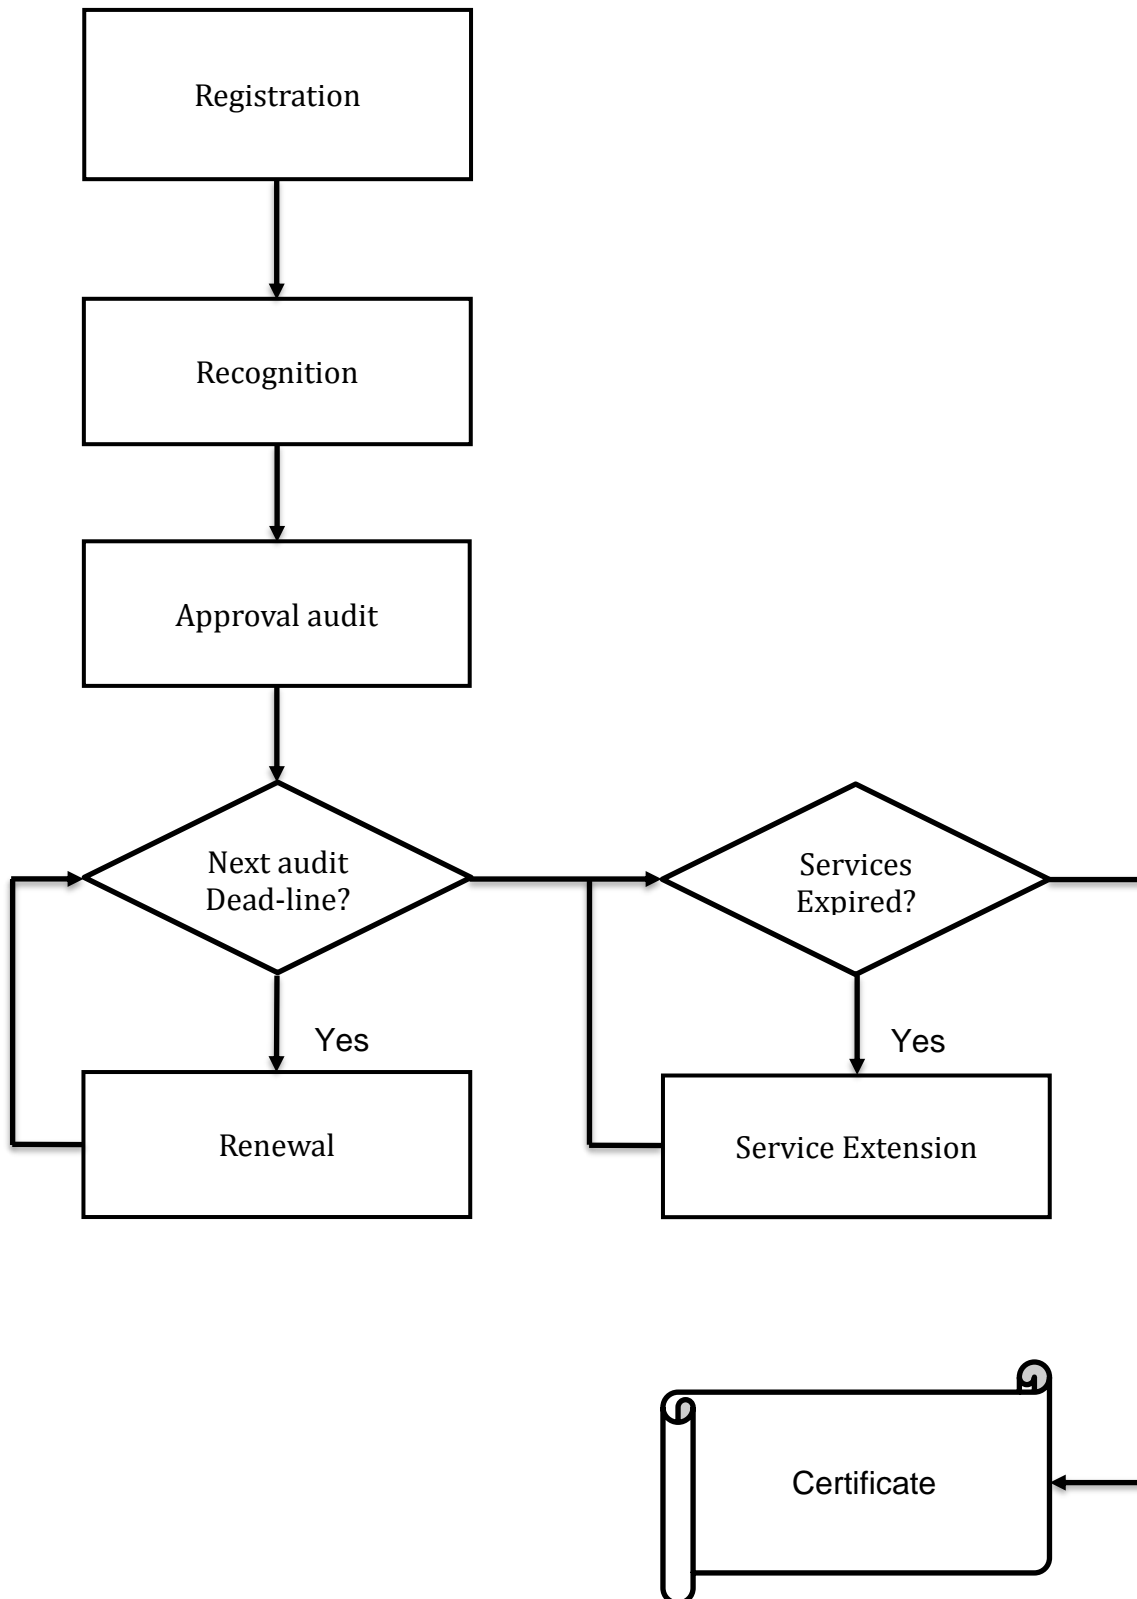 Registration
Recognition
Approval audit
Next audit
Dead-line?
Services
Expired?
Yes
Yes
Renewal
Service Extension
Certificate